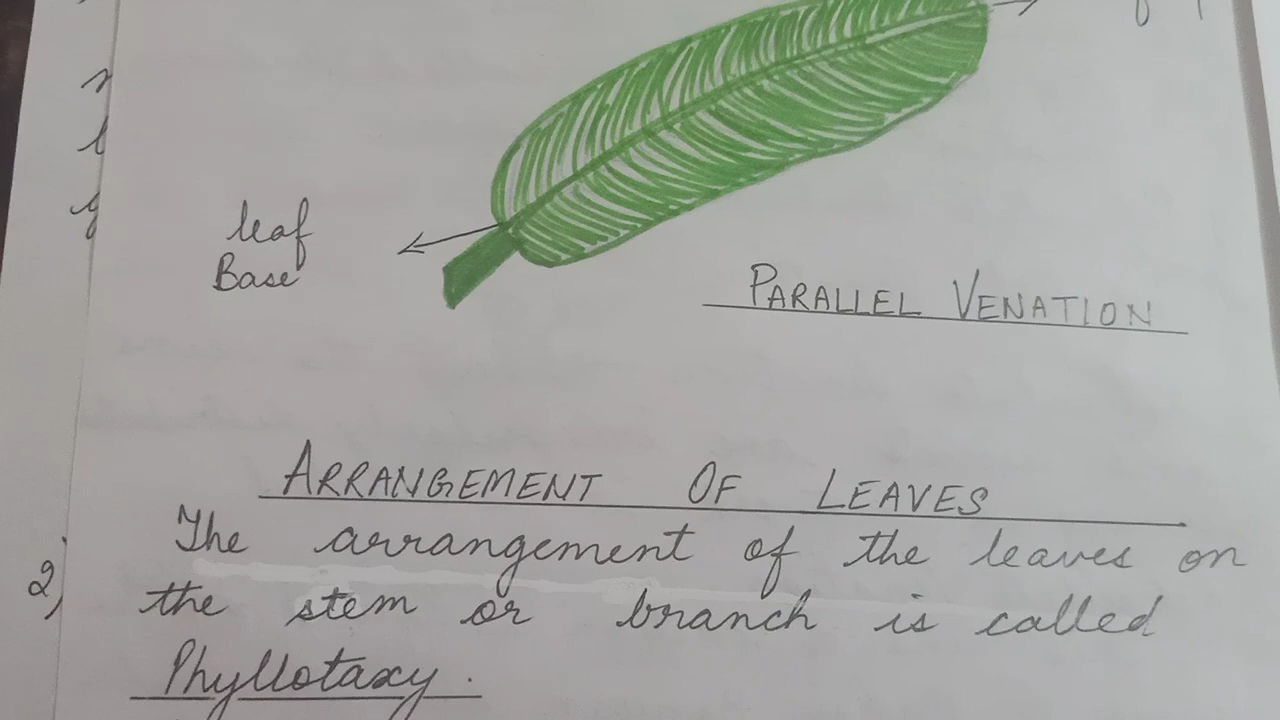 leaf
Base
PARALLEL VENATION
ARRANGEMENT OF LEAVES
2) The arrangement of the leaves on
the stem or branch is called
Phyllotaxy.